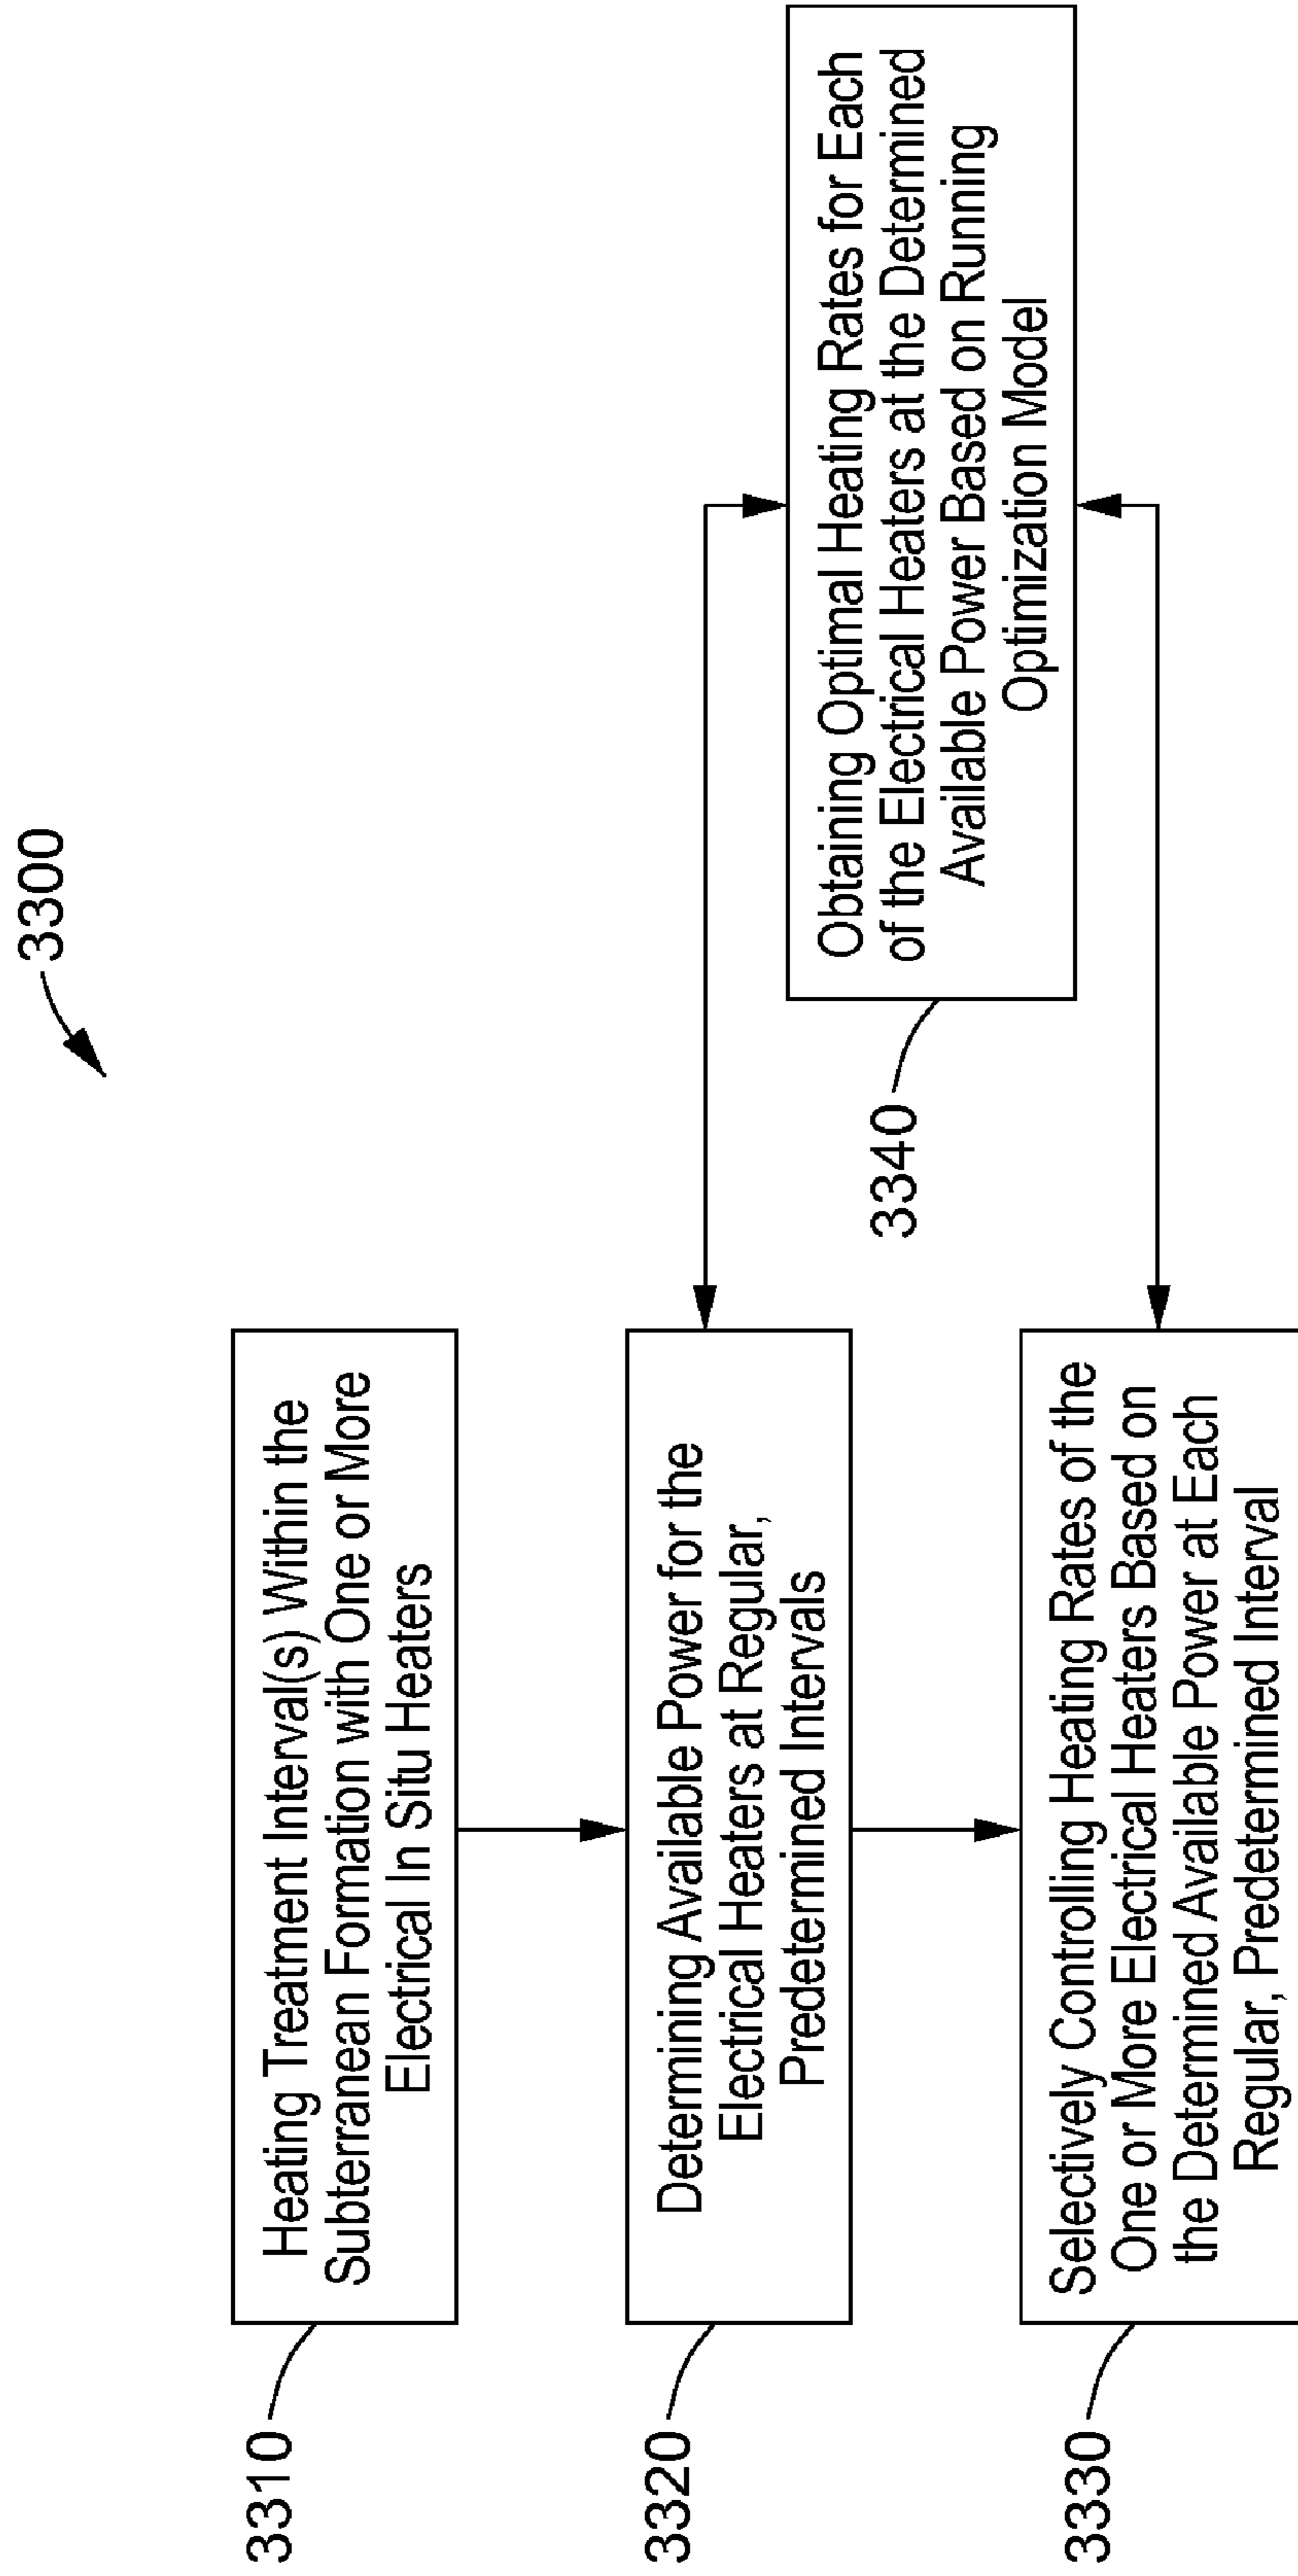 3300
3310
Heating Treatment Interval(s) Within the
Subterranean Formation with One or More
Electrical In Situ Heaters
3320
Determining Available Power for the
Electrical Heaters at Regular,
Predetermined Intervals
3340
Obtaining Optimal Heating Rates for Each
of the Electrical Heaters at the Determined
Available Power Based on Running
Optimization Model
3330
Selectively Controlling Heating Rates of the
One or More Electrical Heaters Based on
the Determined Available Power at Each
Regular, Predetermined Interval